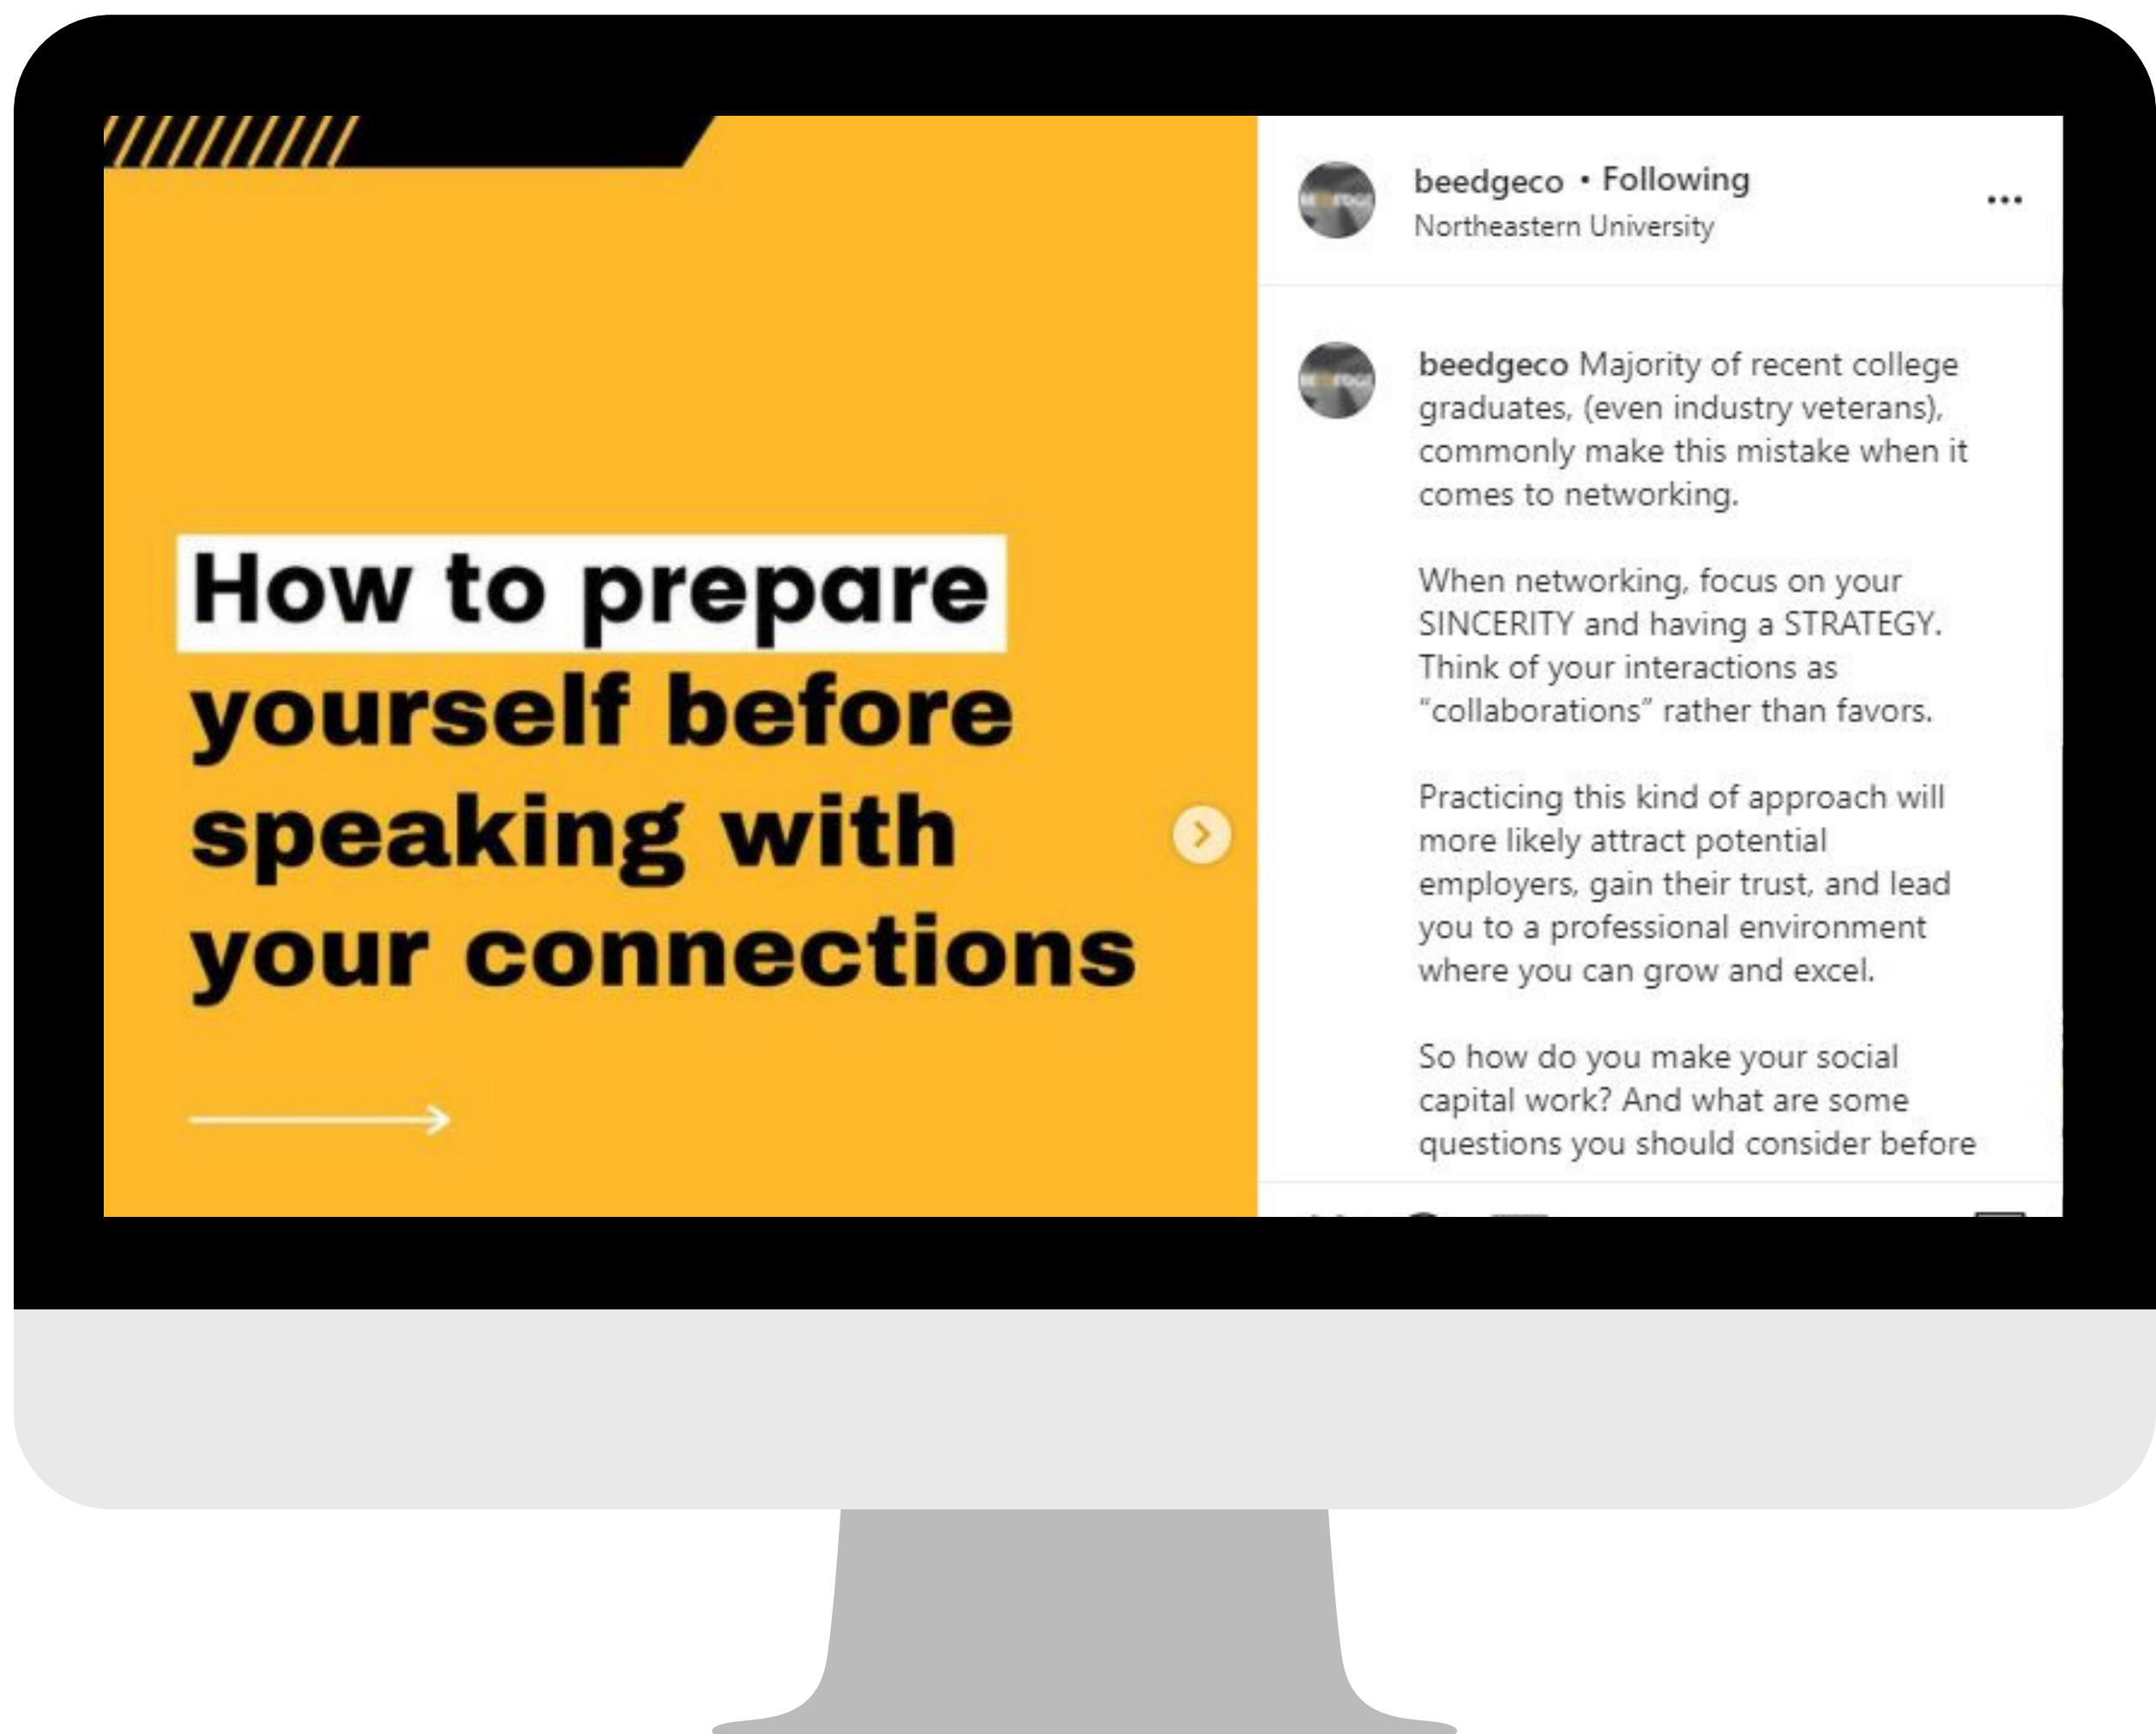 How to prepare
yourself before
speaking with
your connections
beedgeco • Following
Northeastern University
beedgeco Majority of recent college
graduates, (even industry veterans),
commonly make this mistake when it
comes to networking.
When networking, focus on your
SINCERITY and having a STRATEGY.
Think of your interactions as
“collaborations” rather than favors.
Practicing this kind of approach will
more likely attract potential
employers, gain their trust, and lead
you to a professional environment
where you can grow and excel.
So how do you make your social
capital work? And what are some
questions you should consider before